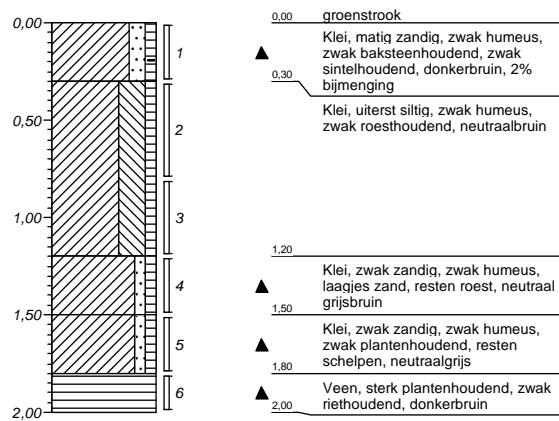 0,00
0,50
1,00
1,50
2,00
1
2
3
4
5
6
0,00 groenstrook
Klei, matig zandig, zwak humeus,
zwak baksteenhoudend, zwak
sintelhoudend, donkerbruin, 2%
bijmenging
0,30
Klei, uiterst siltig, zwak humeus,
zwak roesthoudend, neutraalbruin
1,20
Klei, zwak zandig, zwak humeus,
laagjes zand, resten roest, neutraal
grijsbruin
1,50
Klei, zwak zandig, zwak humeus,
zwak plantenhoudend, resten
schelpen, neutraalgrijs
1,80
Veen, sterk plantenhoudend, zwak
riethoudend, donkerbruin
2,00